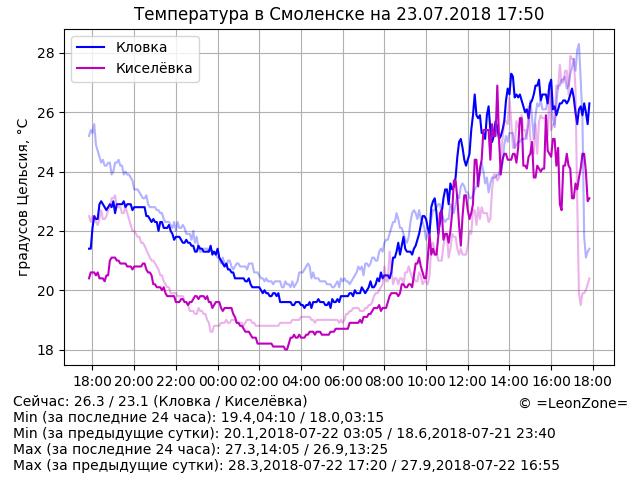 Температура в Смоленске на 23.07.2018 17:50
Кловка
Киселёвка
градусов Цельсия, °C
28
26
24
22
20
18
18:00 20:00 22:00 00:00 02:00 04:00 06:00 08:00 10:00 12:00 14:00 16:00 18:00
Сейчас: 26.3 / 23.1 (Кловка / Киселёвка)
© =LeonZone=
Min (за последние 24 часа): 19.4,04:10 / 18.0,03:15
Min (за предыдущие сутки): 20.1,2018-07-22 03:05 / 18.6,2018-07-21 23:40
Max (за последние 24 часа): 27.3,14:05 / 26.9,13:25
Max (за предыдущие сутки): 28.3,2018-07-22 17:20 / 27.9,2018-07-22 16:55